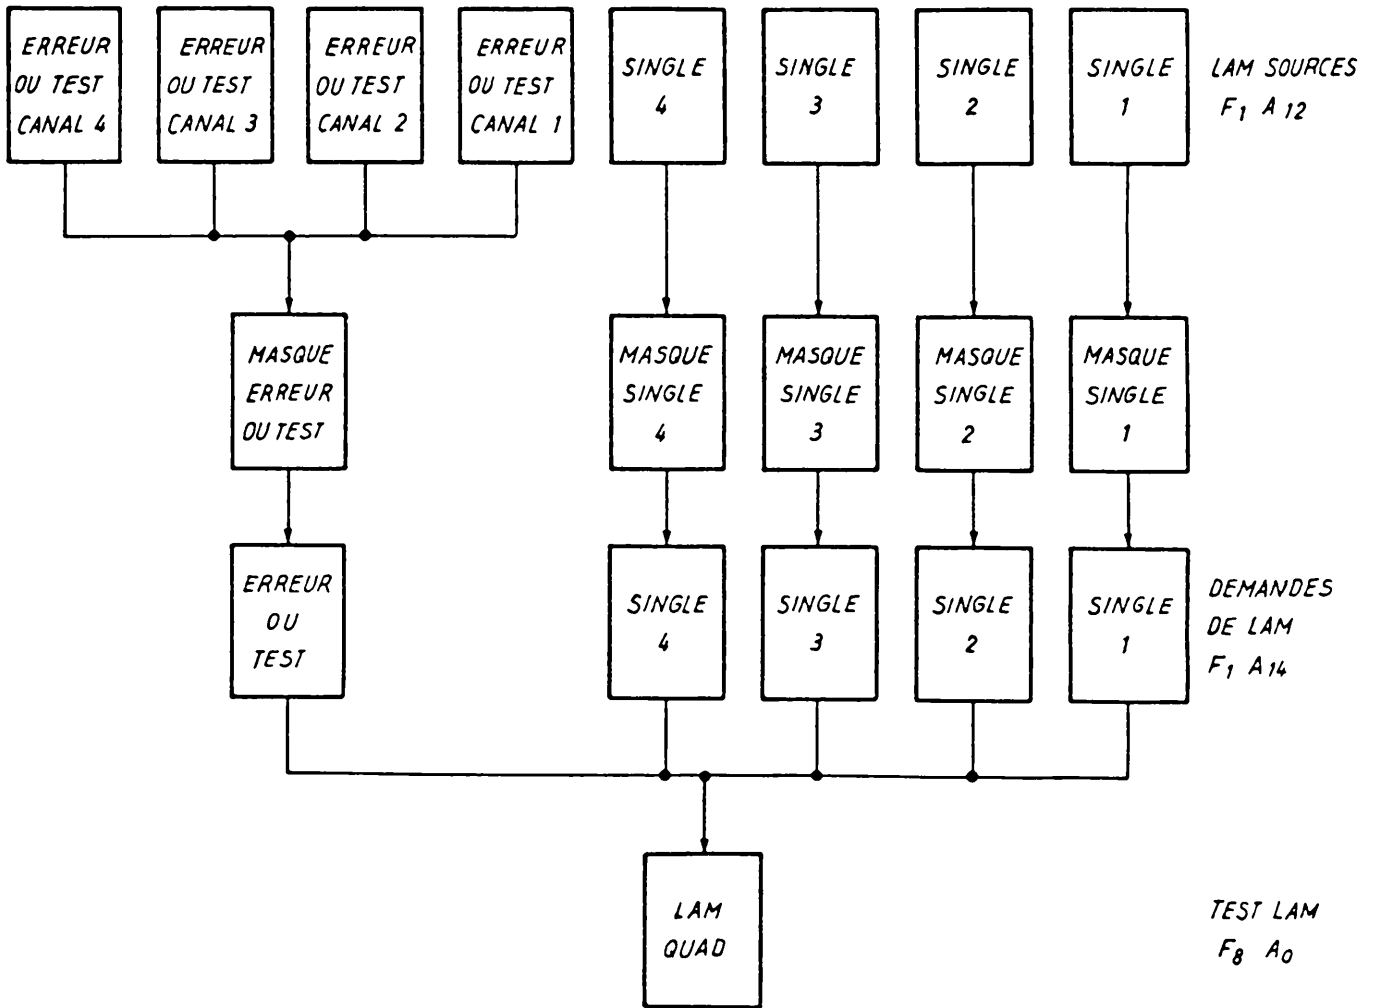 ERREUR
OU TEST
CANAL 4
ERREUR
OU TEST
CANAL 3
ERREUR
OU TEST
CANAL 2
ERREUR
OU TEST
CANAL 1
SINGLE
4
SINGLE
3
SINGLE
2
SINGLE
1
LAM SOURCES
F1 A12
MASQUE
ERREUR
OU TEST
MASQUE
SINGLE
4
MASQUE
SINGLE
3
MASQUE
SINGLE
2
MASQUE
SINGLE
1
ERREUR
OU
TEST
SINGLE
4
SINGLE
3
SINGLE
2
SINGLE
1
DEMANDES
DE LAM
F1 A14
LAM
QUAD
TEST LAM
F8 A0